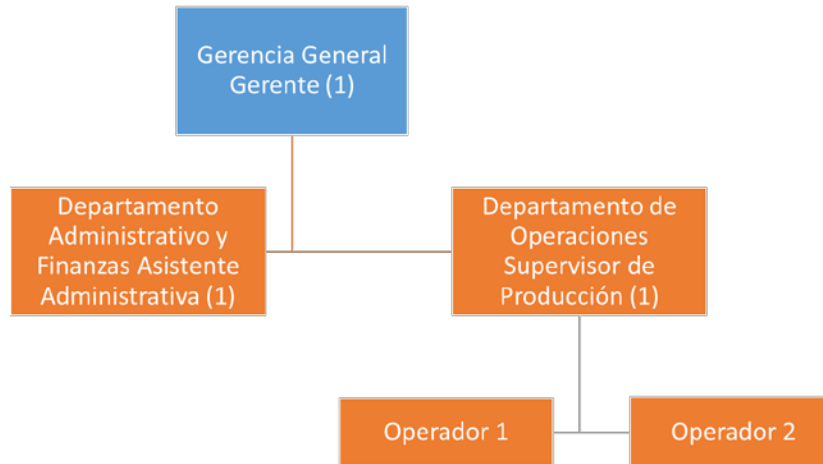 Gerencia General
Gerente (1)
Departamento
Administrativo y
Finanzas Asistente
Administrativa (1)
Departamento de
Operaciones
Supervisor de
Producción (1)
Operador 1
Operador 2